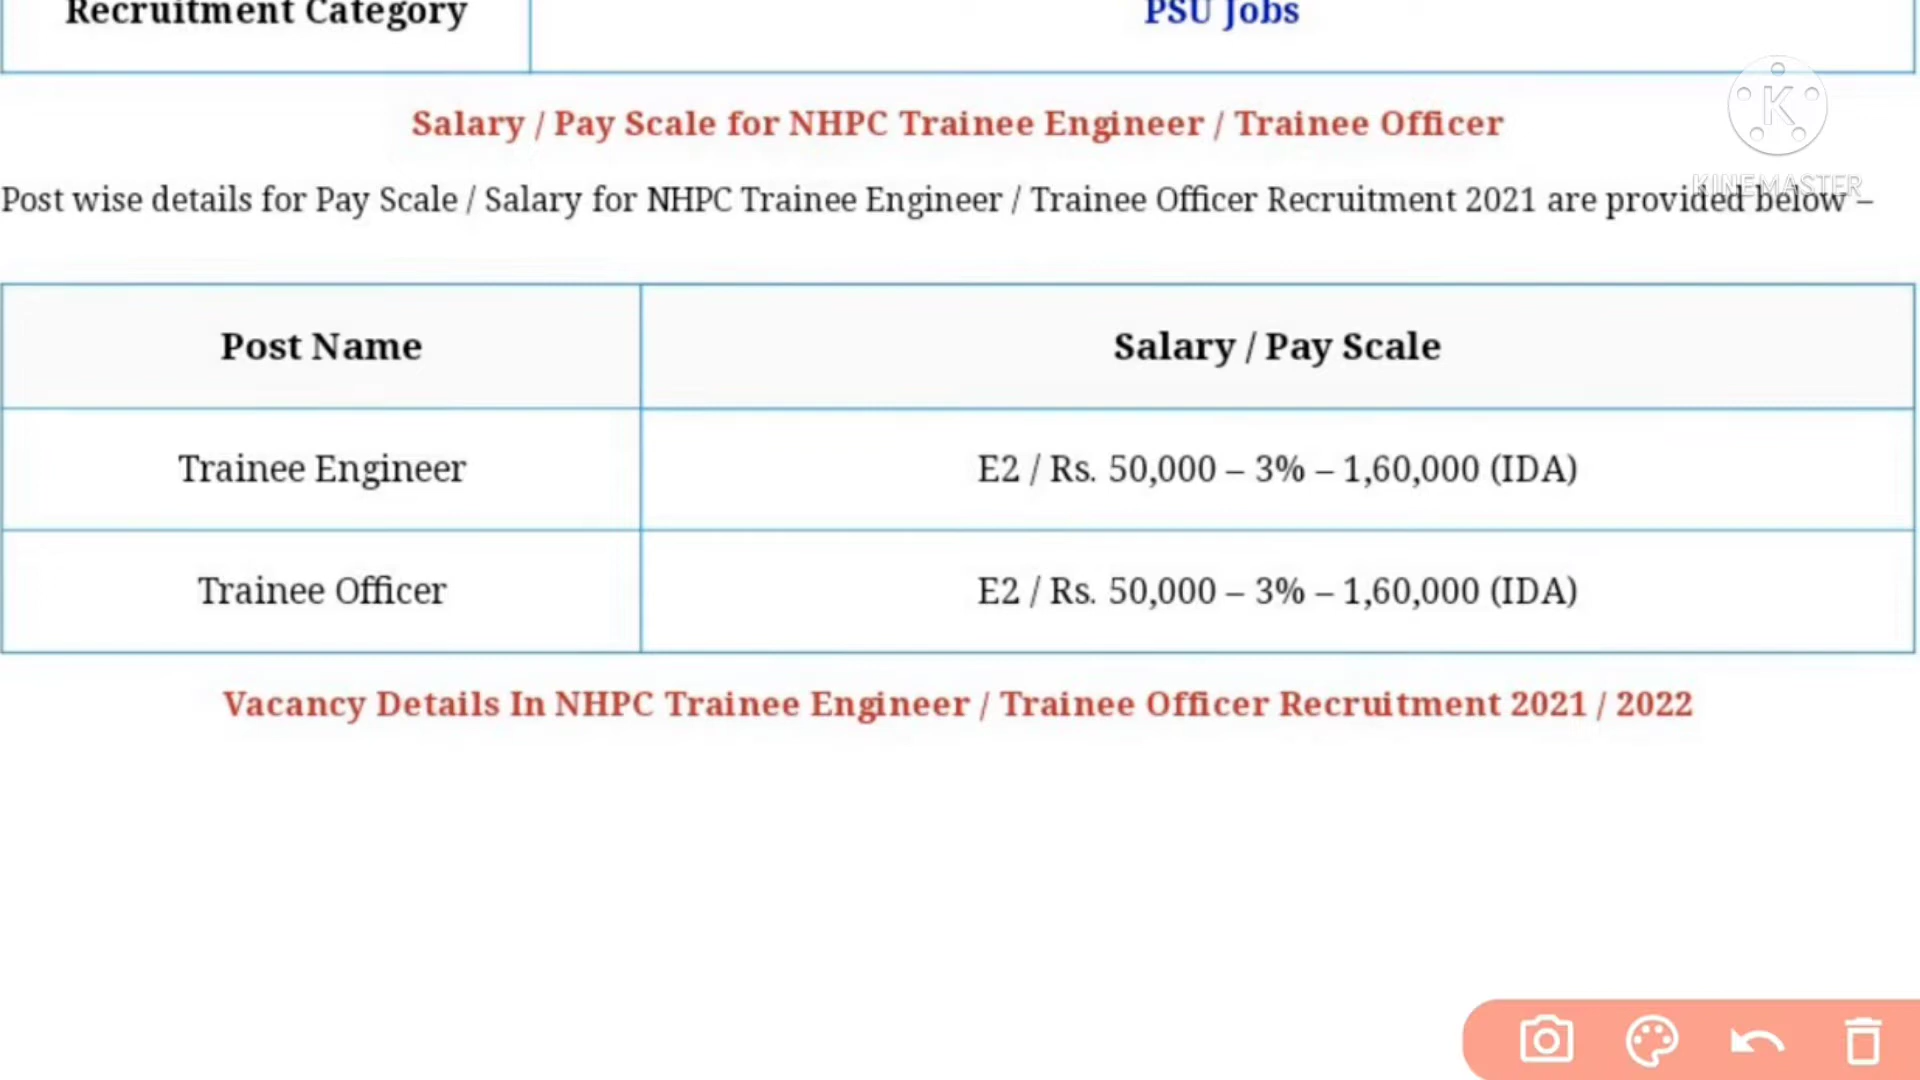 Recruitment Category PSU Jobs
Salary / Pay Scale for NHPC Trainee Engineer / Trainee Officer
K
KINEMASTER
Post wise details for Pay Scale / Salary for NHPC Trainee Engineer / Trainee Officer Recruitment 2021 are provided below –
Post Name Salary / Pay Scale
Trainee Engineer E2 / Rs. 50,000 – 3% – 1,60,000 (IDA)
Trainee Officer E2 / Rs. 50,000 – 3% – 1,60,000 (IDA)
Vacancy Details In NHPC Trainee Engineer / Trainee Officer Recruitment 2021 / 2022